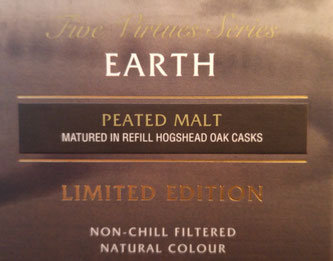 Five Virtues Series
EARTH
PEATED MALT
MATURED IN REFILL HOGSHEAD OAK CASKS
LIMITED EDITION
NON-CHILL FILTERED
NATURAL COLOUR